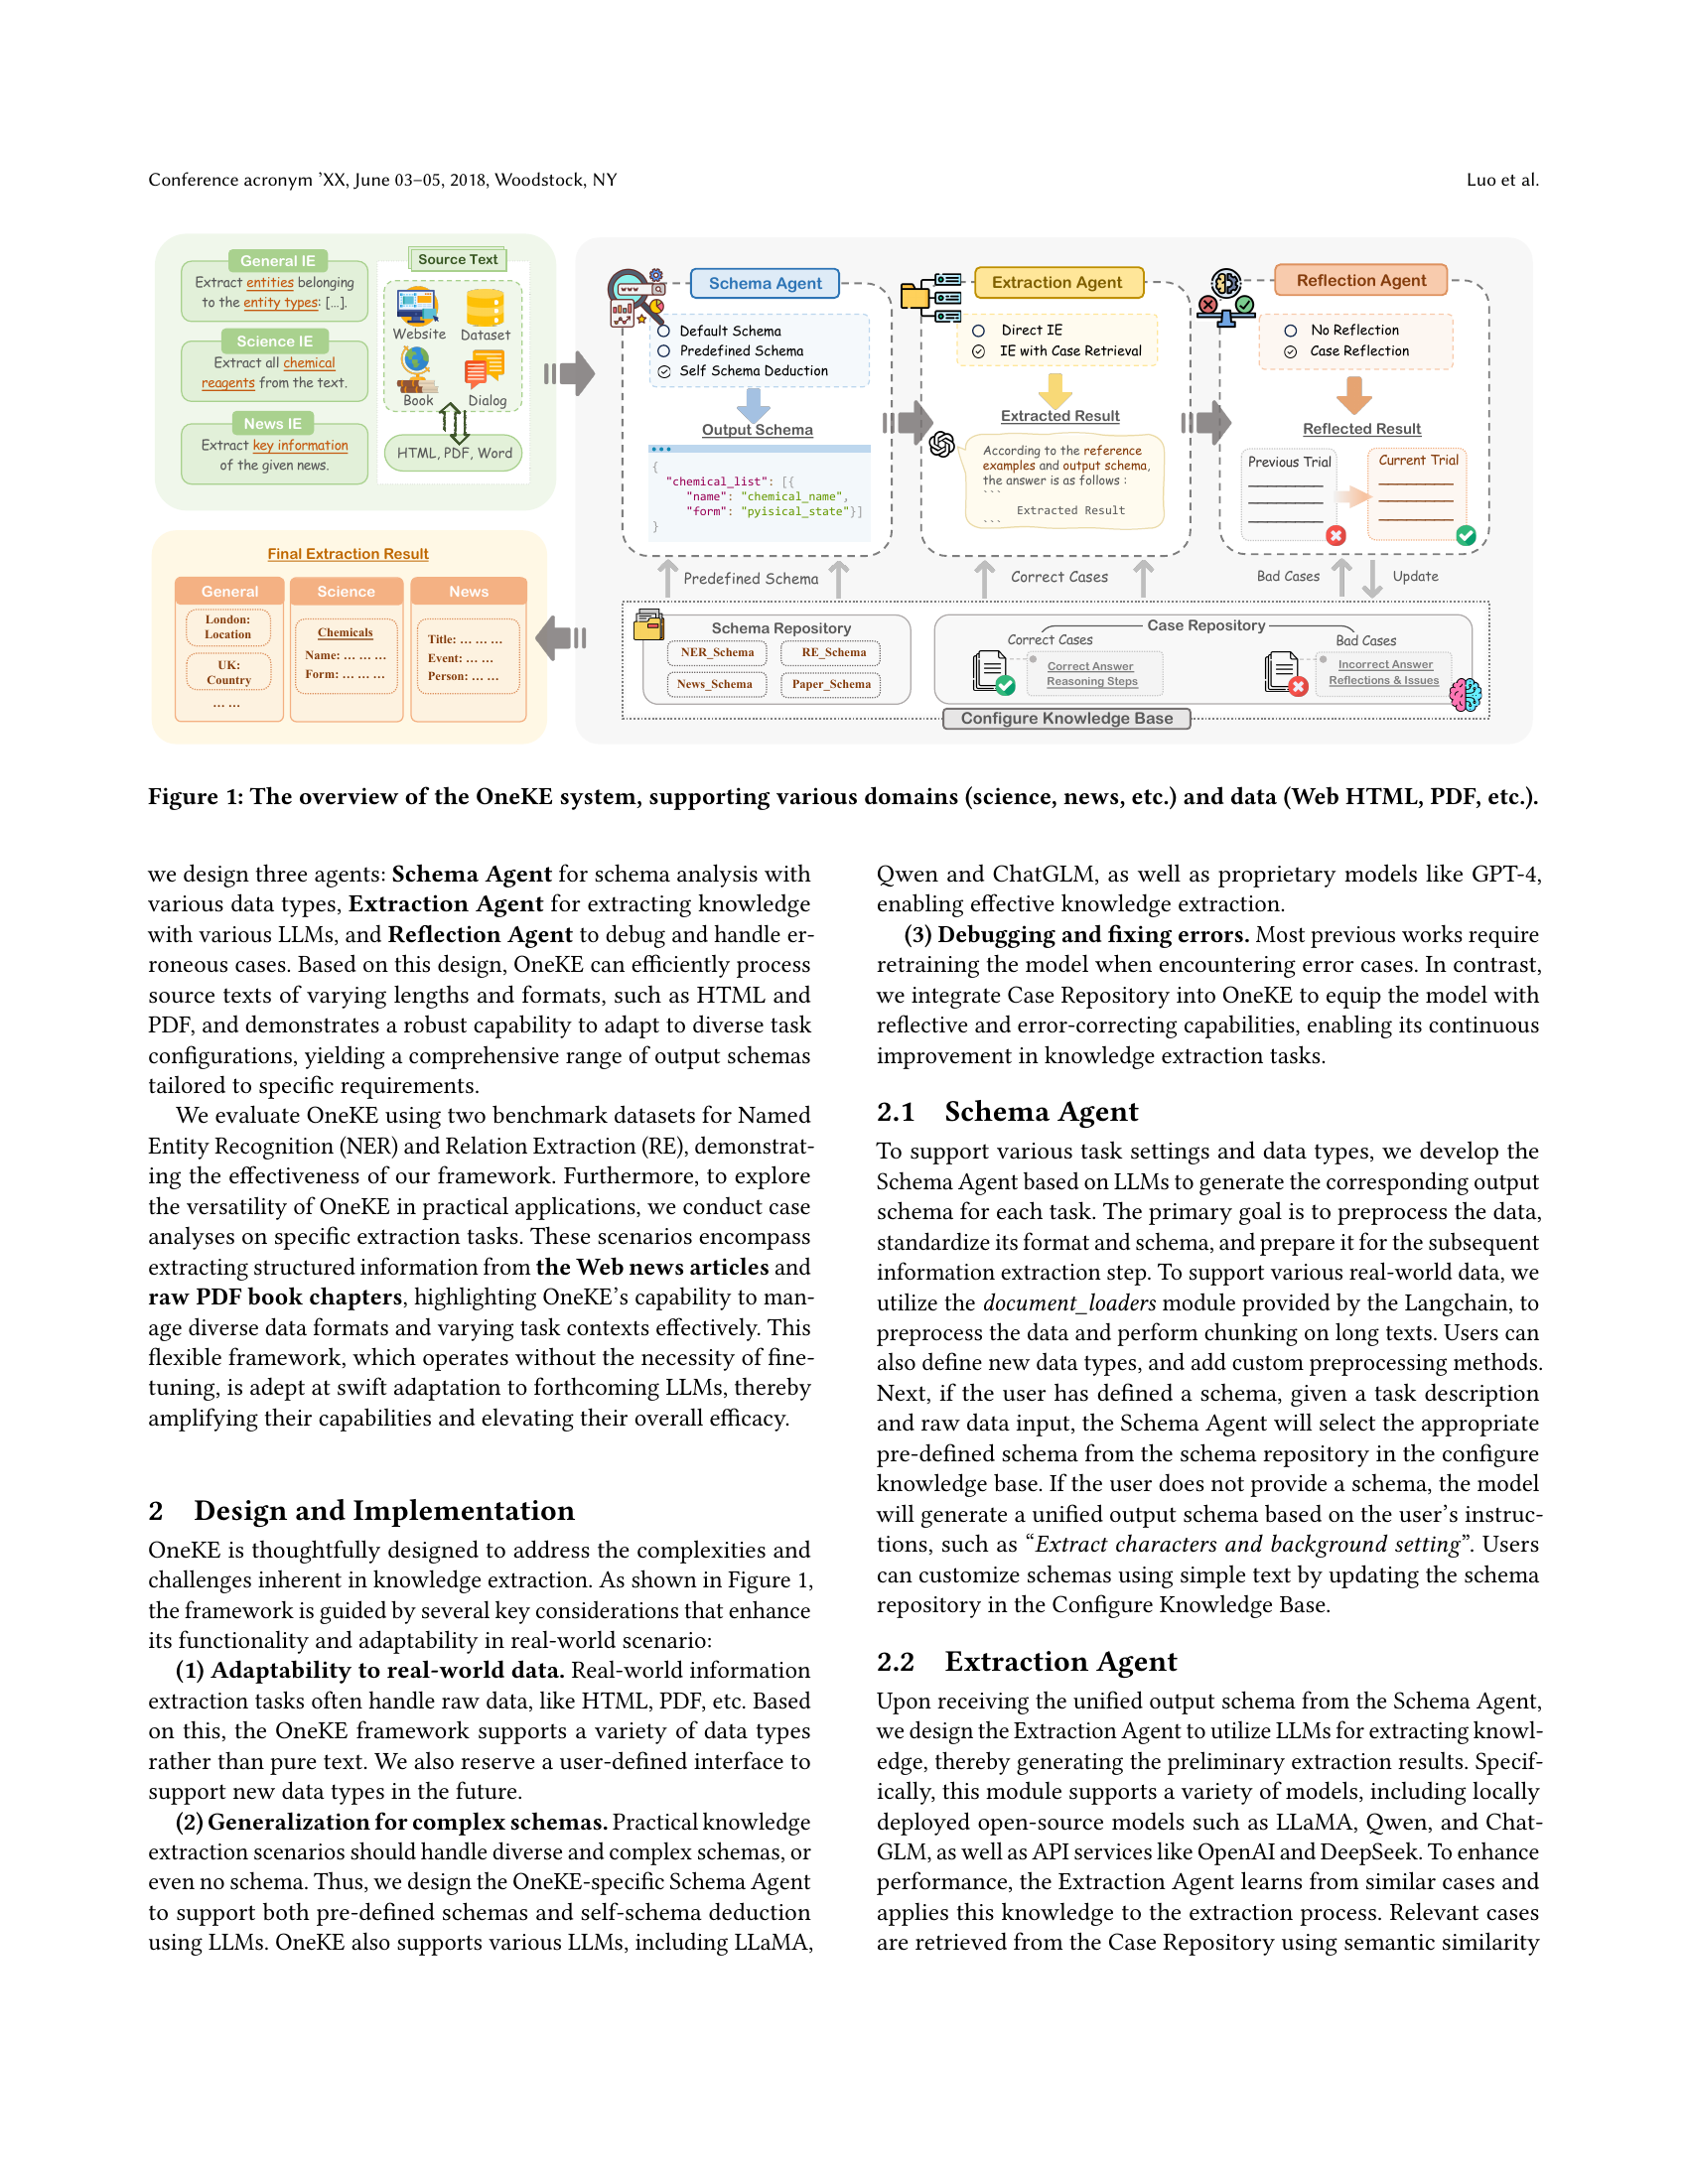 Conference acronym ’XX, June 03–05, 2018, Woodstock, NY
Luo et al.
General IE
Extract entities belonging
to the entity types: [...].
Science IE
Extract all chemical
reagents from the text.
News IE
Extract key information
of the given news.
Source Text
Website
Dataset
Book
Dialog
HTML, PDF, Word
Schema Agent
Default Schema
Predefined Schema
Self Schema Deduction
Output Schema
{
"chemical_list": [{
"name": "chemical_name",
"form": "pyisical_state"}]
}
Extraction Agent
Direct IE
IE with Case Retrieval
Extracted Result
According to the reference
examples and output schema,
the answer is as follows :
```
Extracted Result
```
Reflection Agent
No Reflection
Case Reflection
Reflected Result
Previous Trial
Current Trial
Predefined Schema
Correct Cases
Bad Cases
Update
Final Extraction Result
General
London:
Location
UK:
Country
... ...
Science
Chemicals
Name: ... ... ...
Form: ... ... ...
News
Title: ... ... ...
Event: ... ...
Person: ... ...
Schema Repository
NER_Schema
RE_Schema
News_Schema
Paper_Schema
Case Repository
Correct Cases
Correct Answer
Reasoning Steps
Bad Cases
Incorrect Answer
Reflections & Issues
Configure Knowledge Base
Figure 1: The overview of the OneKE system, supporting various domains (science, news, etc.) and data (Web HTML, PDF, etc.).
we design three agents: Schema Agent for schema analysis with
various data types, Extraction Agent for extracting knowledge
with various LLMs, and Reflection Agent to debug and handle er-
roneous cases. Based on this design, OneKE can efficiently process
source texts of varying lengths and formats, such as HTML and
PDF, and demonstrates a robust capability to adapt to diverse task
configurations, yielding a comprehensive range of output schemas
tailored to specific requirements.
We evaluate OneKE using two benchmark datasets for Named
Entity Recognition (NER) and Relation Extraction (RE), demonstrat-
ing the effectiveness of our framework. Furthermore, to explore
the versatility of OneKE in practical applications, we conduct case
analyses on specific extraction tasks. These scenarios encompass
extracting structured information from the Web news articles and
raw PDF book chapters, highlighting OneKE’s capability to man-
age diverse data formats and varying task contexts effectively. This
flexible framework, which operates without the necessity of fine-
tuning, is adept at swift adaptation to forthcoming LLMs, thereby
amplifying their capabilities and elevating their overall efficacy.
2 Design and Implementation
OneKE is thoughtfully designed to address the complexities and
challenges inherent in knowledge extraction. As shown in Figure 1,
the framework is guided by several key considerations that enhance
its functionality and adaptability in real-world scenario:
(1) Adaptability to real-world data. Real-world information
extraction tasks often handle raw data, like HTML, PDF, etc. Based
on this, the OneKE framework supports a variety of data types
rather than pure text. We also reserve a user-defined interface to
support new data types in the future.
(2) Generalization for complex schemas. Practical knowledge
extraction scenarios should handle diverse and complex schemas, or
even no schema. Thus, we design the OneKE-specific Schema Agent
to support both pre-defined schemas and self-schema deduction
using LLMs. OneKE also supports various LLMs, including LLaMA,
Qwen and ChatGLM, as well as proprietary models like GPT-4,
enabling effective knowledge extraction.
(3) Debugging and fixing errors. Most previous works require
retraining the model when encountering error cases. In contrast,
we integrate Case Repository into OneKE to equip the model with
reflective and error-correcting capabilities, enabling its continuous
improvement in knowledge extraction tasks.
2.1 Schema Agent
To support various task settings and data types, we develop the
Schema Agent based on LLMs to generate the corresponding output
schema for each task. The primary goal is to preprocess the data,
standardize its format and schema, and prepare it for the subsequent
information extraction step. To support various real-world data, we
utilize the document_loaders module provided by the Langchain, to
preprocess the data and perform chunking on long texts. Users can
also define new data types, and add custom preprocessing methods.
Next, if the user has defined a schema, given a task description
and raw data input, the Schema Agent will select the appropriate
pre-defined schema from the schema repository in the configure
knowledge base. If the user does not provide a schema, the model
will generate a unified output schema based on the user’s instruc-
tions, such as “Extract characters and background setting”. Users
can customize schemas using simple text by updating the schema
repository in the Configure Knowledge Base.
2.2 Extraction Agent
Upon receiving the unified output schema from the Schema Agent,
we design the Extraction Agent to utilize LLMs for extracting knowl-
edge, thereby generating the preliminary extraction results. Specif-
ically, this module supports a variety of models, including locally
deployed open-source models such as LLaMA, Qwen, and Chat-
GLM, as well as API services like OpenAI and DeepSeek. To enhance
performance, the Extraction Agent learns from similar cases and
applies this knowledge to the extraction process. Relevant cases
are retrieved from the Case Repository using semantic similarity